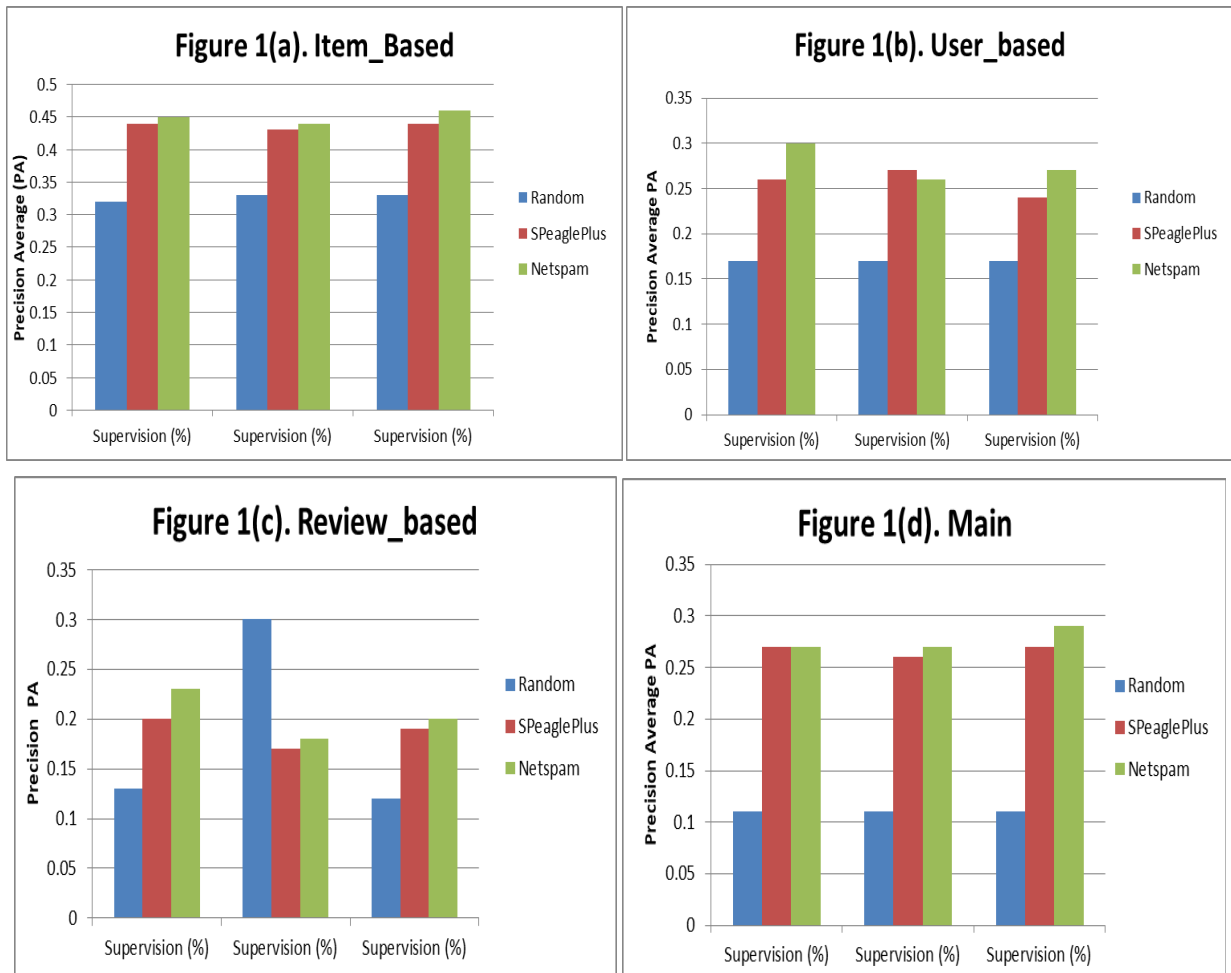 Figure 1(a). Item_Based
Precision Average (PA)
0.5
0.45
0.4
0.35
0.3
0.25
0.2
0.15
0.1
0.05
0
Supervision (%) Supervision (%) Supervision (%)
Random
SPeaglePlus
Netspam
Figure 1(b). User_based
Precision Average PA
0.35
0.3
0.25
0.2
0.15
0.1
0.05
0
Supervision (%) Supervision (%) Supervision (%)
Random
SPeaglePlus
Netspam
Figure 1(c). Review_based
Precision PA
0.35
0.3
0.25
0.2
0.15
0.1
0.05
0
Supervision (%) Supervision (%) Supervision (%)
Random
SPeaglePlus
Netspam
Figure 1(d). Main
Precision Average PA
0.35
0.3
0.25
0.2
0.15
0.1
0.05
0
Supervision (%) Supervision (%) Supervision (%)
Random
SPeaglePlus
Netspam